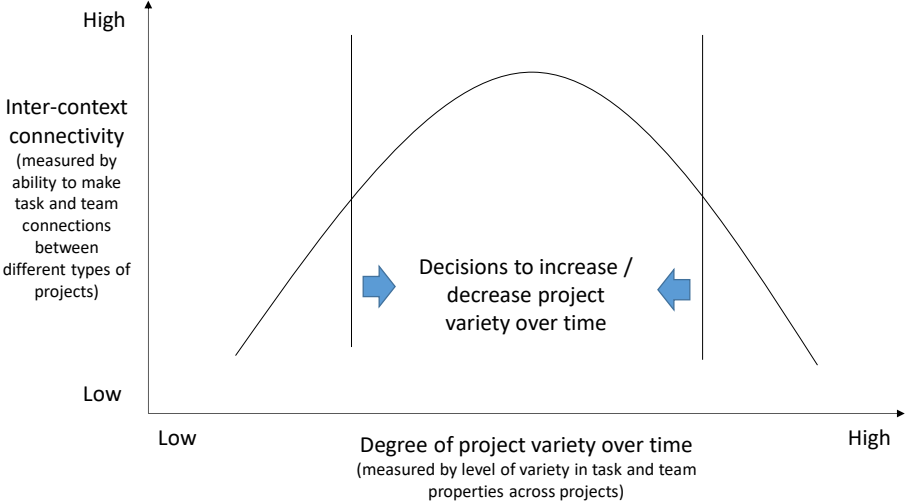 High
Inter-context
connectivity
(measured by
ability to make
task and team
connections
between
different types of
projects)
Decisions to increase /
decrease project
variety over time
Low
Low
High
Degree of project variety over time
(measured by level of variety in task and team
properties across projects)